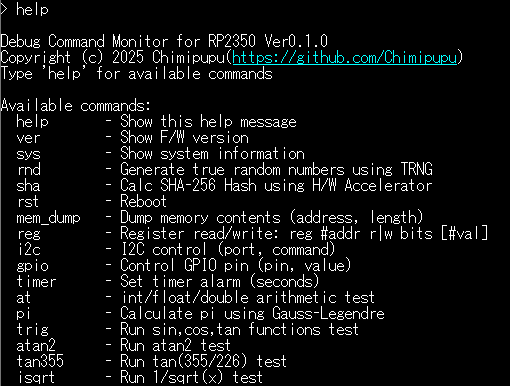 > help
Debug Command Monitor for RP2350 Ver0.1.0
Copyright (c) 2025 Chimipupu(https://github.com/Chimipupu)
Type 'help' for available commands
Available commands:
help - Show this help message
ver - Show F/W version
sys - Show system information
rnd - Generate true random numbers using TRNG
sha - Calc SHA-256 Hash using H/W Accelerator
rst - Reboot
mem_dump - Dump memory contents (address, length)
reg - Register read/write: reg #addr r|w bits [#val]
i2c - I2C control (port, command)
gpio - Control GPIO pin (pin, value)
timer - Set timer alarm (seconds)
at - int/float/double arithmetic test
pi - Calculate pi using Gauss-Legendre
trig - Run sin,cos,tan functions test
atan2 - Run atan2 test
tan355 - Run tan(355/226) test
isqrt - Run 1/sqrt(x) test